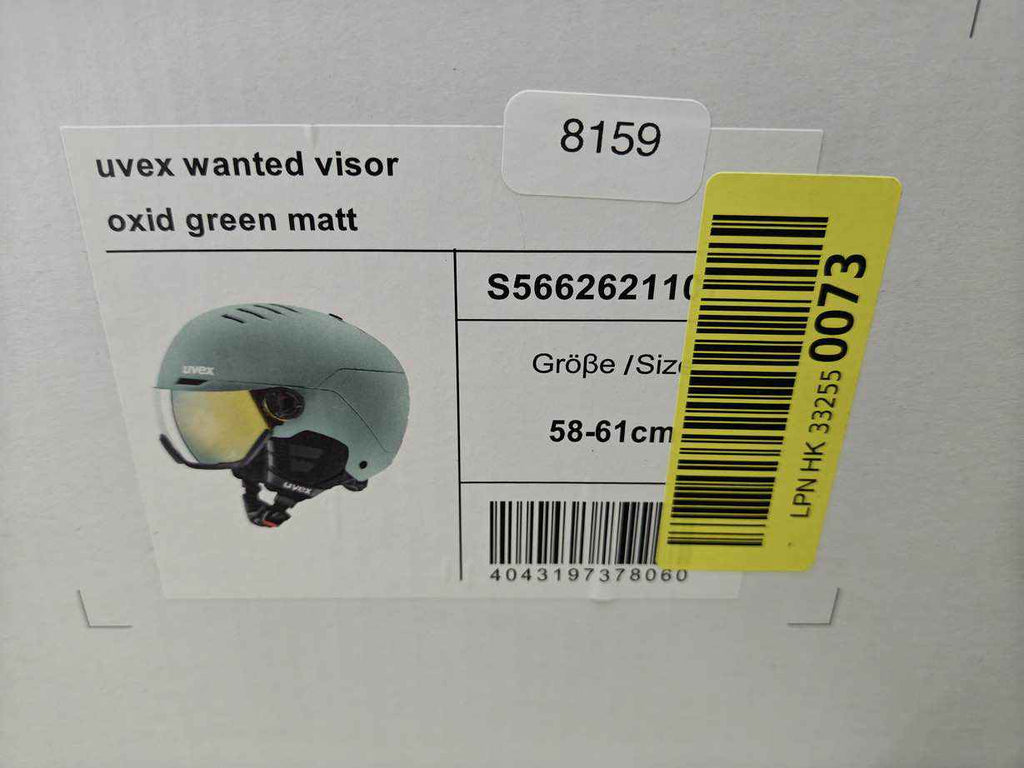 8159
uvex wanted visor
oxid green matt
S566262110
Größe /Size
58-61cm
4043197378060
LPN HK 33255 0073
uvex
uvex